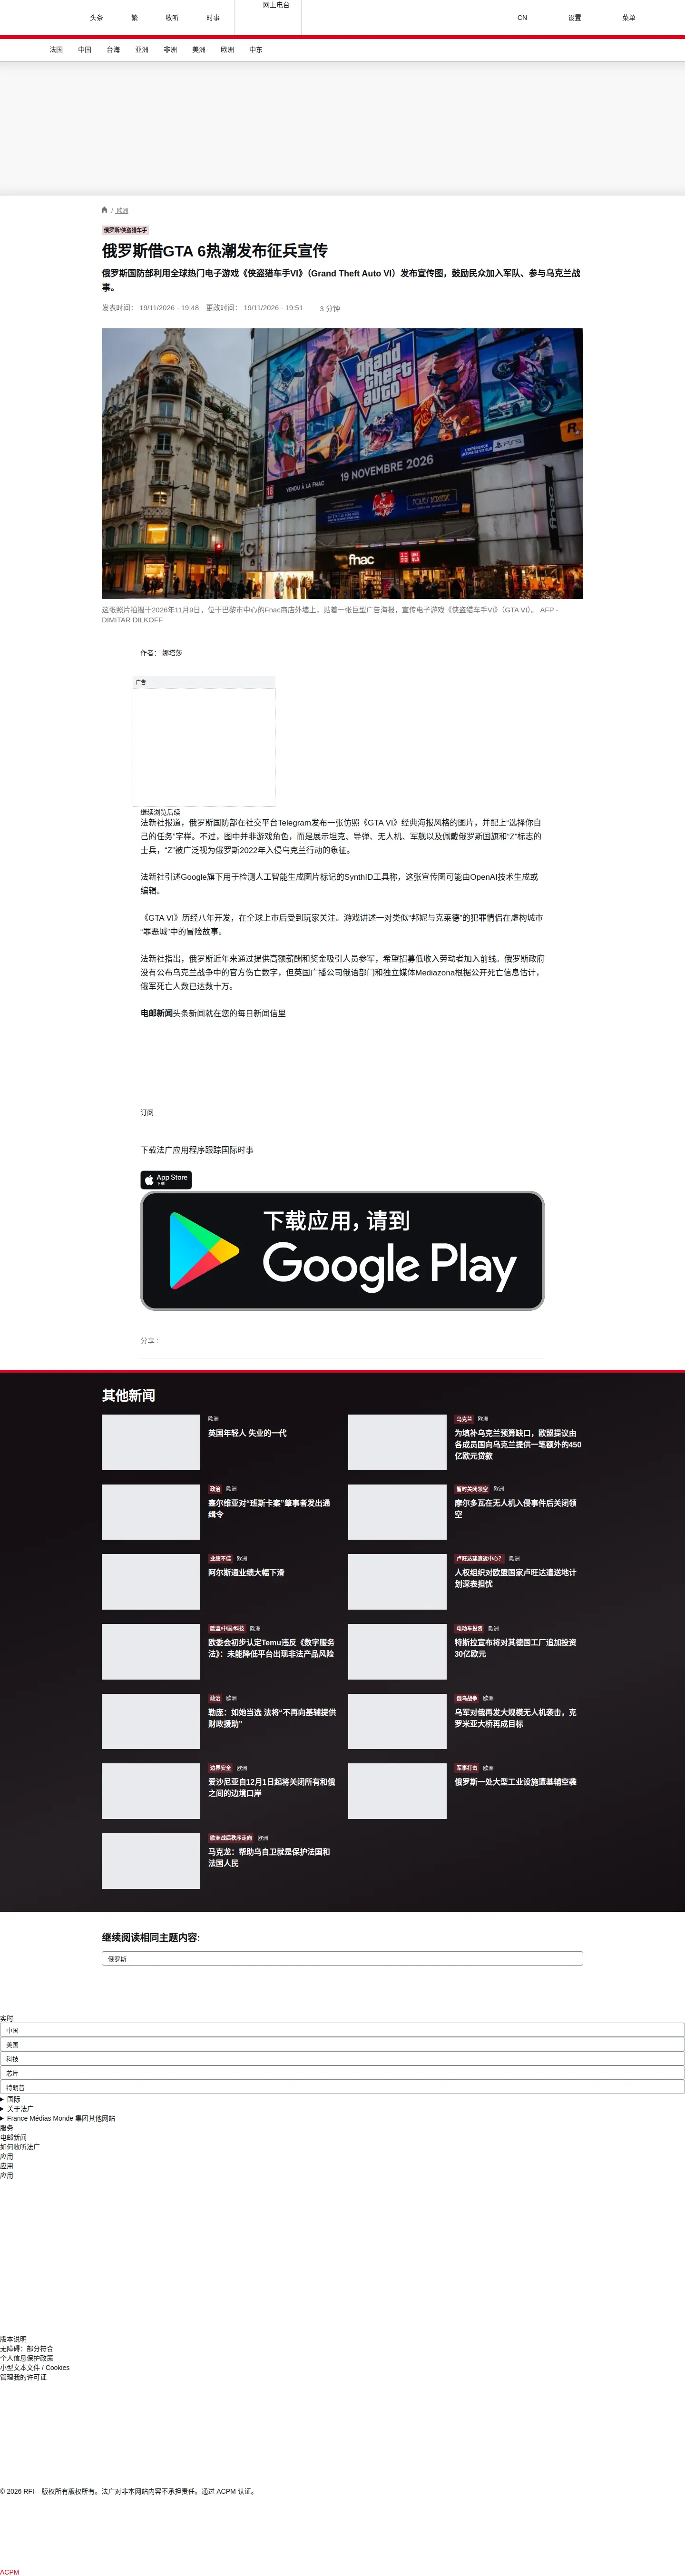 头条
繁
收听
时事
网上电台
CN
设置
菜单
法国
中国
台海
亚洲
非洲
美洲
欧洲
中东
/ 欧洲
俄罗斯/侠盗猎车手
俄罗斯借GTA 6热潮发布征兵宣传
俄罗斯国防部利用全球热门电子游戏《侠盗猎车手VI》（Grand Theft Auto VI）发布宣传图，鼓励民众加入军队、参与乌克兰战
事。
发表时间： 19/11/2026 - 19:48 更改时间： 19/11/2026 - 19:51 3 分钟
grand theft auto
VI
L'EXPÉRIENCE ULTIME DE VI SUR PS5
R
19 NOVEMBRE 2026
18
VENDU À LA FNAC
fnac
UNI QLO
fnac
这张照片拍摄于2026年11月9日，位于巴黎市中心的Fnac商店外墙上，贴着一张巨型广告海报，宣传电子游戏《侠盗猎车手VI》（GTA VI）。 AFP -
DIMITAR DILKOFF
作者： 娜塔莎
广告
继续浏览后续
法新社报道，俄罗斯国防部在社交平台Telegram发布一张仿照《GTA VI》经典海报风格的图片，并配上“选择你自
己的任务”字样。不过，图中并非游戏角色，而是展示坦克、导弹、无人机、军舰以及佩戴俄罗斯国旗和“Z”标志的
士兵，“Z”被广泛视为俄罗斯2022年入侵乌克兰行动的象征。
法新社引述Google旗下用于检测人工智能生成图片标记的SynthID工具称，这张宣传图可能由OpenAI技术生成或
编辑。
《GTA VI》历经八年开发，在全球上市后受到玩家关注。游戏讲述一对类似“邦妮与克莱德”的犯罪情侣在虚构城市
“罪恶城”中的冒险故事。
法新社指出，俄罗斯近年来通过提供高额薪酬和奖金吸引人员参军，希望招募低收入劳动者加入前线。俄罗斯政府
没有公布乌克兰战争中的官方伤亡数字，但英国广播公司俄语部门和独立媒体Mediazona根据公开死亡信息估计，
俄军死亡人数已达数十万。
电邮新闻头条新闻就在您的每日新闻信里
订阅
下载法广应用程序跟踪国际时事
App Store
下载
下载应用，请到
Google Play
分享 :
其他新闻
欧洲
英国年轻人 失业的一代
乌克兰 欧洲
为填补乌克兰预算缺口，欧盟提议由
各成员国向乌克兰提供一笔额外的450
亿欧元贷款
政治 欧洲
塞尔维亚对“班斯卡案”肇事者发出通
缉令
暂时关闭领空 欧洲
摩尔多瓦在无人机入侵事件后关闭领
空
业绩不佳 欧洲
阿尔斯通业绩大幅下滑
卢旺达建遣返中心？ 欧洲
人权组织对欧盟国家卢旺达遣送地计
划深表担忧
欧盟/中国/科技 欧洲
欧委会初步认定Temu违反《数字服务
法》：未能降低平台出现非法产品风险
电动车投资 欧洲
特斯拉宣布将对其德国工厂追加投资
30亿欧元
政治 欧洲
勒庞：如她当选 法将“不再向基辅提供
财政援助”
俄乌战争 欧洲
乌军对俄再发大规模无人机袭击，克
罗米亚大桥再成目标
边界安全 欧洲
爱沙尼亚自12月1日起将关闭所有和俄
之间的边境口岸
军事打击 欧洲
俄罗斯一处大型工业设施遭基辅空袭
欧洲战后秩序走向 欧洲
马克龙：帮助乌自卫就是保护法国和
法国人民
继续阅读相同主题内容:
俄罗斯
实时
中国
美国
科技
芯片
特朗普
国际
关于法广
France Médias Monde 集团其他网站
服务
电邮新闻
如何收听法广
应用
应用
应用
版本说明
无障碍：部分符合
个人信息保护政策
小型文本文件 / Cookies
管理我的许可证
© 2026 RFI – 版权所有版权所有。法广对非本网站内容不承担责任。通过 ACPM 认证。
ACPM